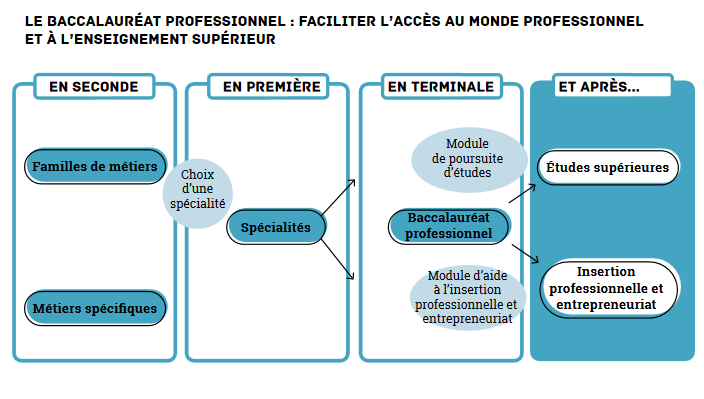 LE BACCALAURÉAT PROFESSIONNEL : FACILITER L'ACCÈS AU MONDE PROFESSIONNEL
ET À L'ENSEIGNEMENT SUPÉRIEUR
EN SECONDE
EN PREMIÈRE
EN TERMINALE
ET APRÈS...
Familles de métiers
Métiers spécifiques
Choix
d'une
spécialité
Spécialités
Module
de poursuite
d'études
Baccalauréat
professionnel
Module d'aide
à l'insertion
professionnelle et
entrepreneuriat
Études supérieures
Insertion
professionnelle et
entrepreneuriat